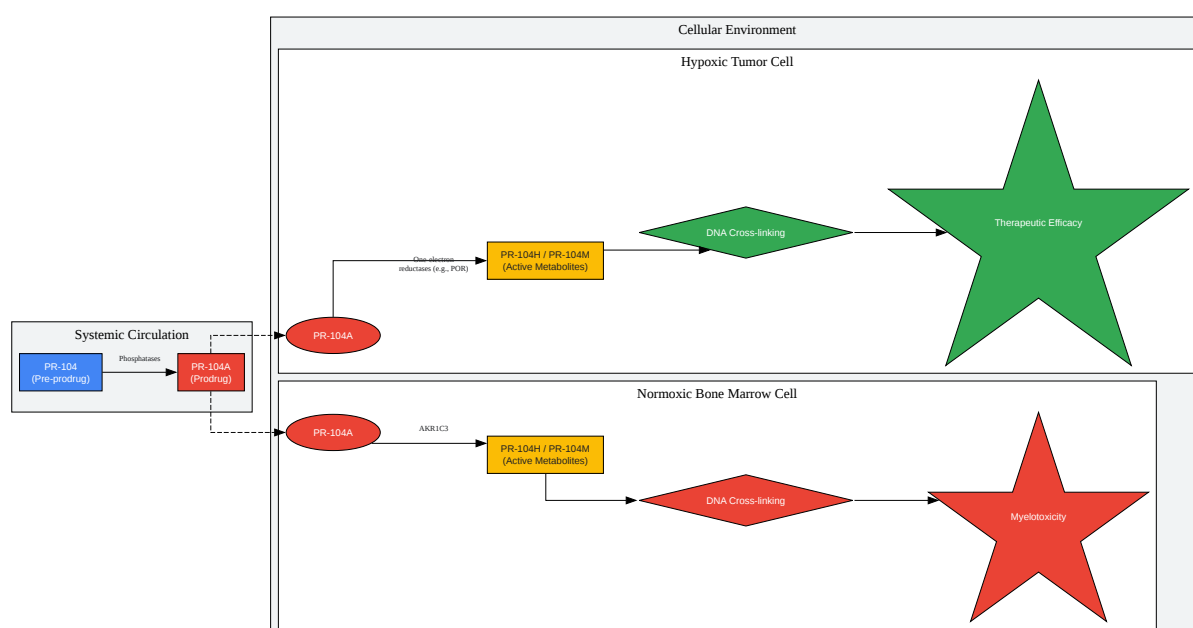 Cellular Environment
Hypoxic Tumor Cell
Therapeutic Efficacy
DNA Cross-linking
PR-104H / PR-104M
(Active Metabolites)
One-electron
reductases (e.g., POR)
PR-104A
Systemic Circulation
PR-104
(Pre-prodrug)
Phosphatases
PR-104A
(Prodrug)
Normoxic Bone Marrow Cell
PR-104A
AKR1C3
PR-104H / PR-104M
(Active Metabolites)
DNA Cross-linking
Myelotoxicity